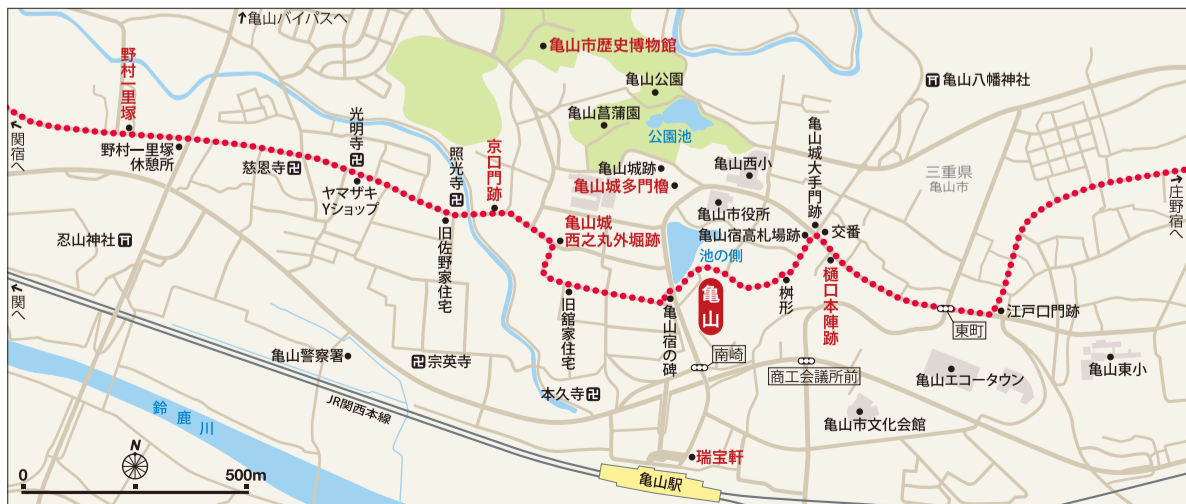 ↑亀山バイパスへ
亀山市歴史博物館
亀山公園
亀山八幡神社
野村一里塚
亀山菖蒲園
公園池
光明寺
関宿へ
野村一里塚
休憩所
慈恩寺
照光寺
京口門跡
亀山城跡
亀山西小
亀山城大手門跡
三重県
亀山市
ヤマザキ
Yショップ
亀山城多門櫓
庄野宿へ
亀山市役所
忍山神社
亀山城
西之丸外堀跡
亀山宿高札場跡
交番
旧佐野家住宅
池の側
関へ
旧舘家住宅
亀山宿の碑
亀山
桝形
樋口本陣跡
江戸口門跡
東町
亀山警察署
宗英寺
南崎
商工会議所前
亀山エコータウン
亀山東小
本久寺
JR関西本線
鈴鹿川
亀山市文化会館
瑞宝軒
N
0 500m
亀山駅